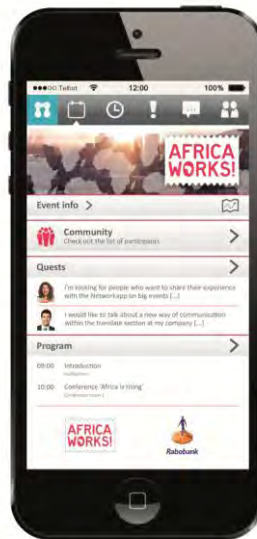 Telfort 12:00 100%
AFRICA
WORKS!
Event info >
Community >
Check out the list of participants
Quests >
I'm looking for people who want to share their experience
with the Networkapp on big events [...]
I would like to talk about a new way of communication
within the translate section at my company [...]
Program >
09:00 Introduction
10:00 Conference 'Africa is rising'
Conference room 1
AFRICA
WORKS!
Rabobank